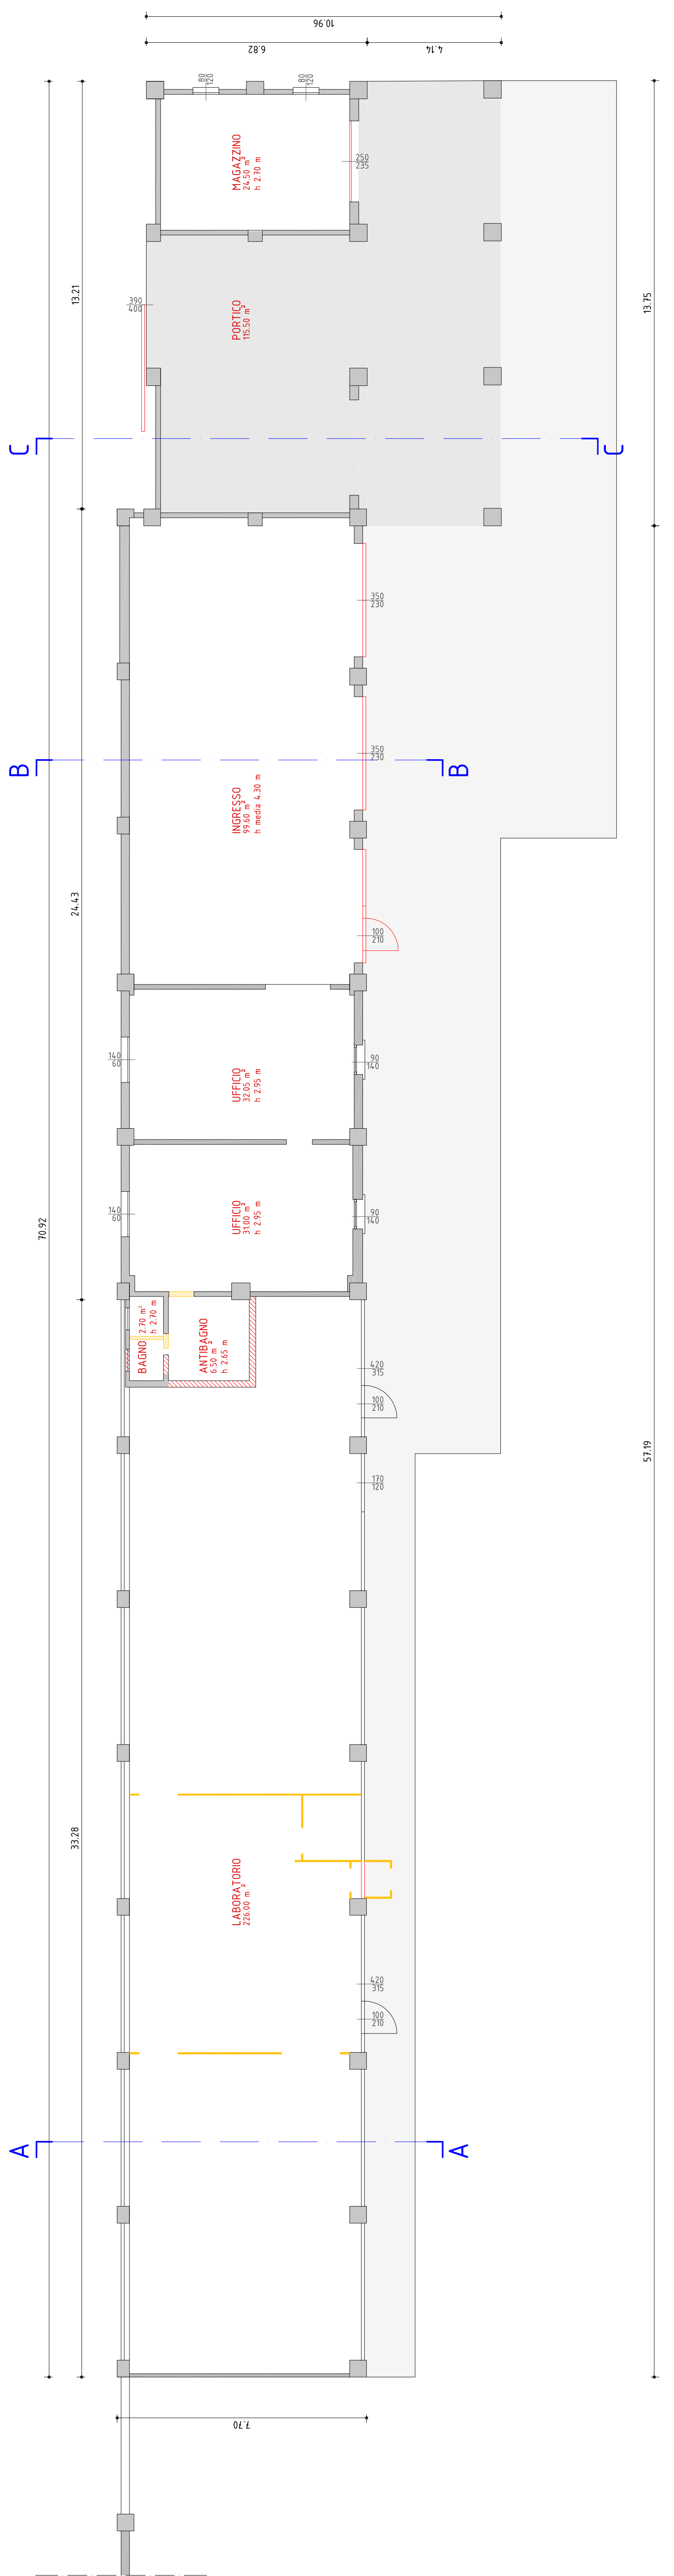 10.96
6.82
4.14
80
120
80
120
MAGAZZINO
24.50 m²
h 2.70 m
250
235
13.21
13.75
390
400
PORTICO
115.50 m²
C
C
350
230
350
230
B
B
INGRESSO
99.60 m²
h media 4.30 m
24.43
100
210
140
60
90
140
UFFICIO
32.05 m²
h 2.95 m
70.92
140
60
90
140
UFFICIO
31.00 m²
h 2.95 m
BAGNO
2.70 m²
h 2.70 m
ANTIBAGNO
6.50 m²
h 2.65 m
420
315
100
210
57.19
170
120
33.28
LABORATORIO
226.00 m²
420
315
100
210
A
A
7.70